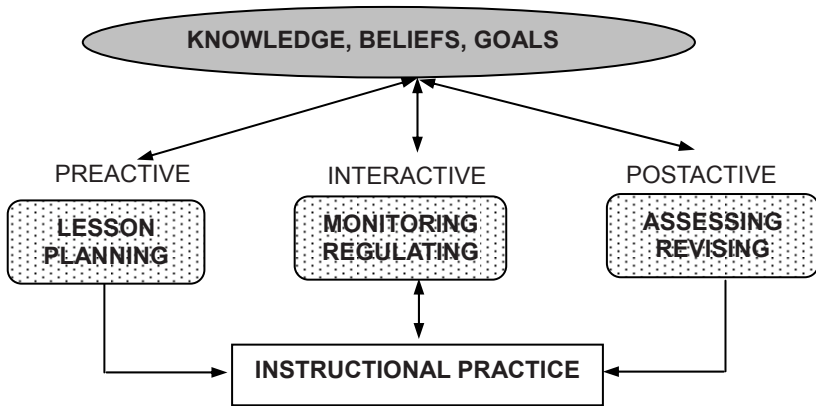 KNOWLEDGE, BELIEFS, GOALS
PREACTIVE
INTERACTIVE
POSTACTIVE
LESSON
PLANNING
MONITORING
REGULATING
ASSESSING
REVISING
INSTRUCTIONAL PRACTICE